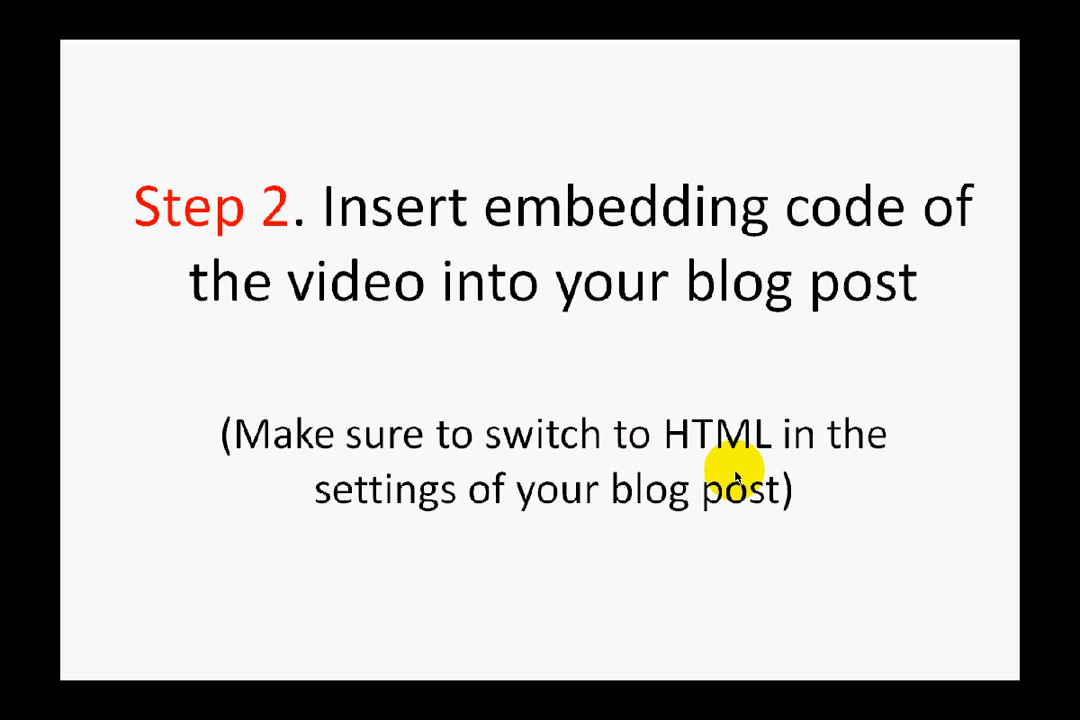 Step 2. Insert embedding code of
the video into your blog post
(Make sure to switch to HTML in the
settings of your blog post)